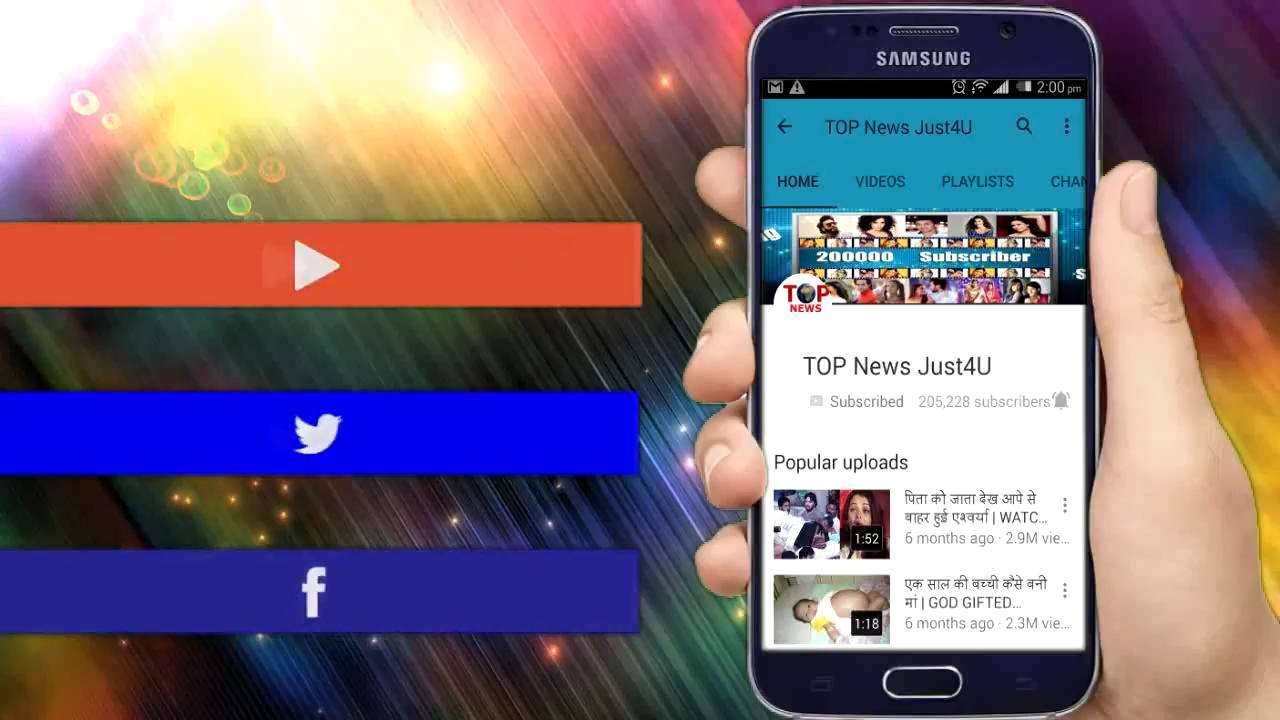 SAMSUNG
2:00 pm
TOP News Just4U
HOME VIDEOS PLAYLISTS CHAN
200000 Subscriber
TOP
NEWS
TOP News Just4U
Subscribed 205,228 subscribers
Popular uploads
पिता को जाता देख आपे से
बाहर हुई एश्वर्या | WATC...
1:52
6 months ago · 2.9M vie...
एक साल की बच्ची कैसे बनी
मां | GOD GIFTED...
1:18
6 months ago · 2.3M vie...
f